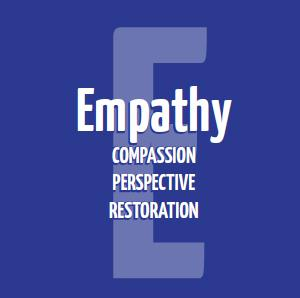 E
Empathy
COMPASSION
PERSPECTIVE
RESTORATION